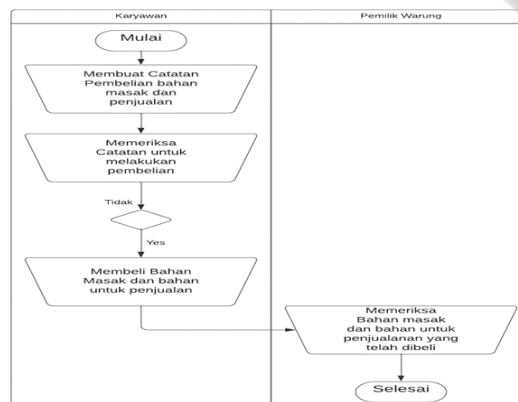 Karyawan
Pemilik Warung
Mulai
Membuat Catatan
Pembelian bahan
masak dan
penjualan
Memeriksa
Catatan untuk
melakukan
pembelian
Tidak
Yes
Membeli Bahan
Masak dan bahan
untuk penjualan
Memeriksa
Bahan masak
dan bahan untuk
penjualanan yang
telah dibeli
Selesai